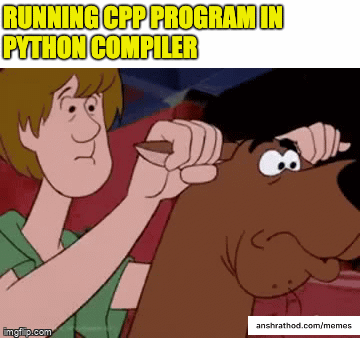 RUNNING CPP PROGRAM IN
PYTHON COMPILER
anshrathod.com/memes
imgflip.com